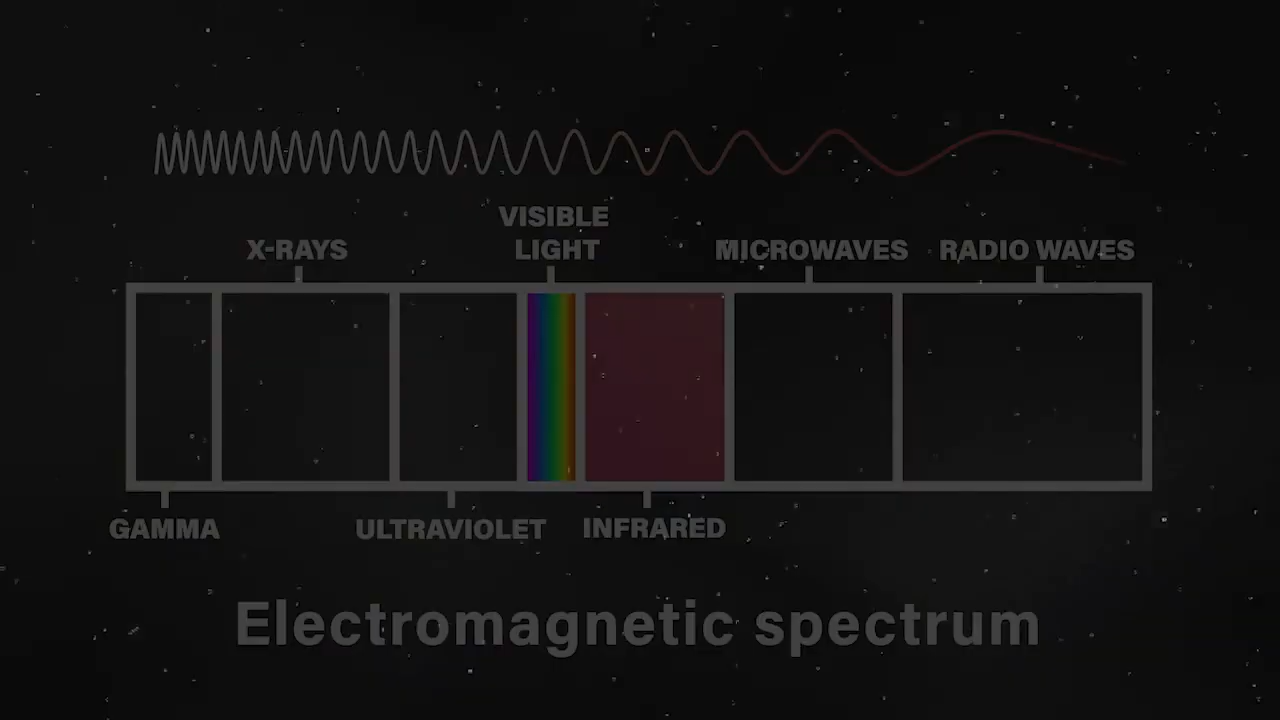 VISIBLE
LIGHT
X-RAYS
MICROWAVES
RADIO WAVES
GAMMA
ULTRAVIOLET
INFRARED
Electromagnetic spectrum